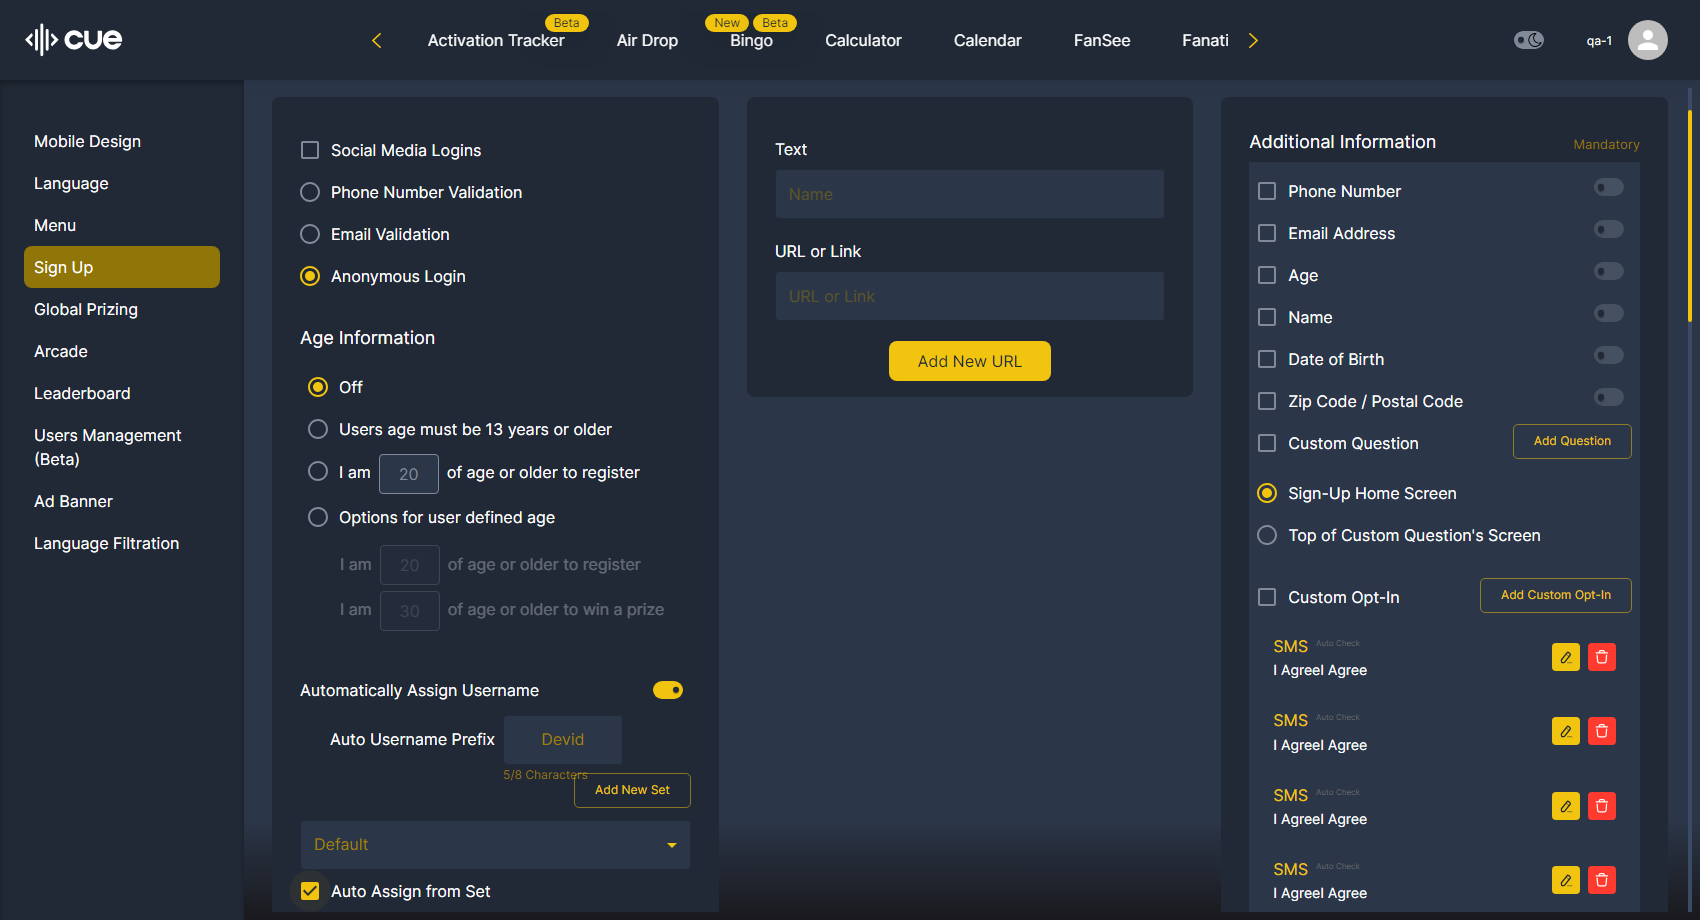 cue
Activation Tracker
Beta
Air Drop
New
Beta
Bingo
Calculator
Calendar
FanSee
Fanati
qa-1
Mobile Design
Language
Menu
Sign Up
Global Prizing
Arcade
Leaderboard
Users Management
(Beta)
Ad Banner
Language Filtration
Social Media Logins
Phone Number Validation
Email Validation
Anonymous Login
Age Information
Off
Users age must be 13 years or older
I am 20 of age or older to register
Options for user defined age
I am 20 of age or older to register
I am 30 of age or older to win a prize
Automatically Assign Username
Auto Username Prefix Devid
5/8 Characters
Add New Set
Default
Auto Assign from Set
Text
Name
URL or Link
URL or Link
Add New URL
Additional Information
Mandatory
Phone Number
Email Address
Age
Name
Date of Birth
Zip Code / Postal Code
Custom Question
Add Question
Sign-Up Home Screen
Top of Custom Question's Screen
Custom Opt-In
Add Custom Opt-In
SMS Auto Check
I AgreeI Agree
SMS Auto Check
I AgreeI Agree
SMS Auto Check
I AgreeI Agree
SMS Auto Check
I AgreeI Agree